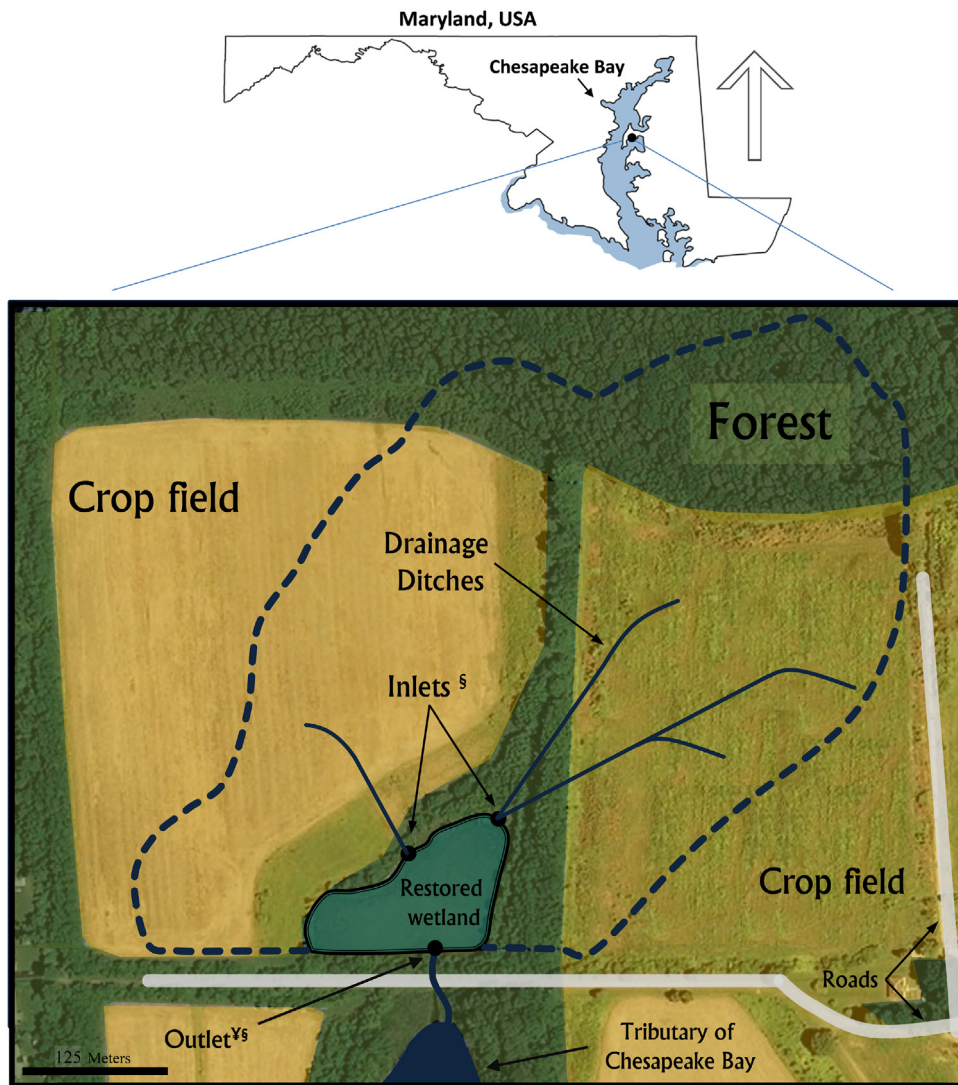 Maryland, USA
Chesapeake Bay
Forest
Crop field
Drainage
Ditches
Inlets §
Restored
wetland
Crop field
Roads
Outlet¥§
Tributary of
Chesapeake Bay
125 Meters